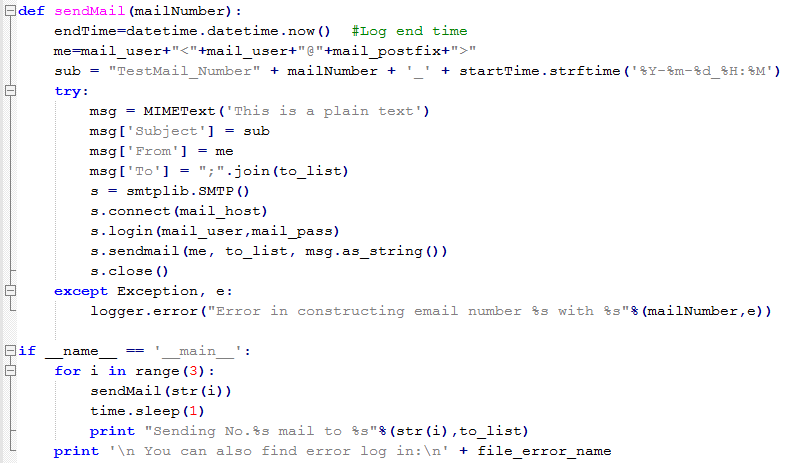 def sendMail(mailNumber):
    endTime=datetime.datetime.now()  #Log end time
    me=mail_user+"<"+mail_user+"@"+mail_postfix+">"
    sub = "TestMail_Number" + mailNumber + '_' + startTime.strftime('%Y-%m-%d_%H:%M')
    try:
        msg = MIMEText('This is a plain text')
        msg['Subject'] = sub
        msg['From'] = me
        msg['To'] = ";".join(to_list)
        s = smtplib.SMTP()
        s.connect(mail_host)
        s.login(mail_user,mail_pass)
        s.sendmail(me, to_list, msg.as_string())
        s.close()
    except Exception, e:
        logger.error("Error in constructing email number %s with %s"%(mailNumber,e))
if __name__ == '__main__':
    for i in range(3):
        sendMail(str(i))
        time.sleep(1)
        print "Sending No.%s mail to %s"%(str(i),to_list)
    print '\n You can also find error log in:\n' + file_error_name